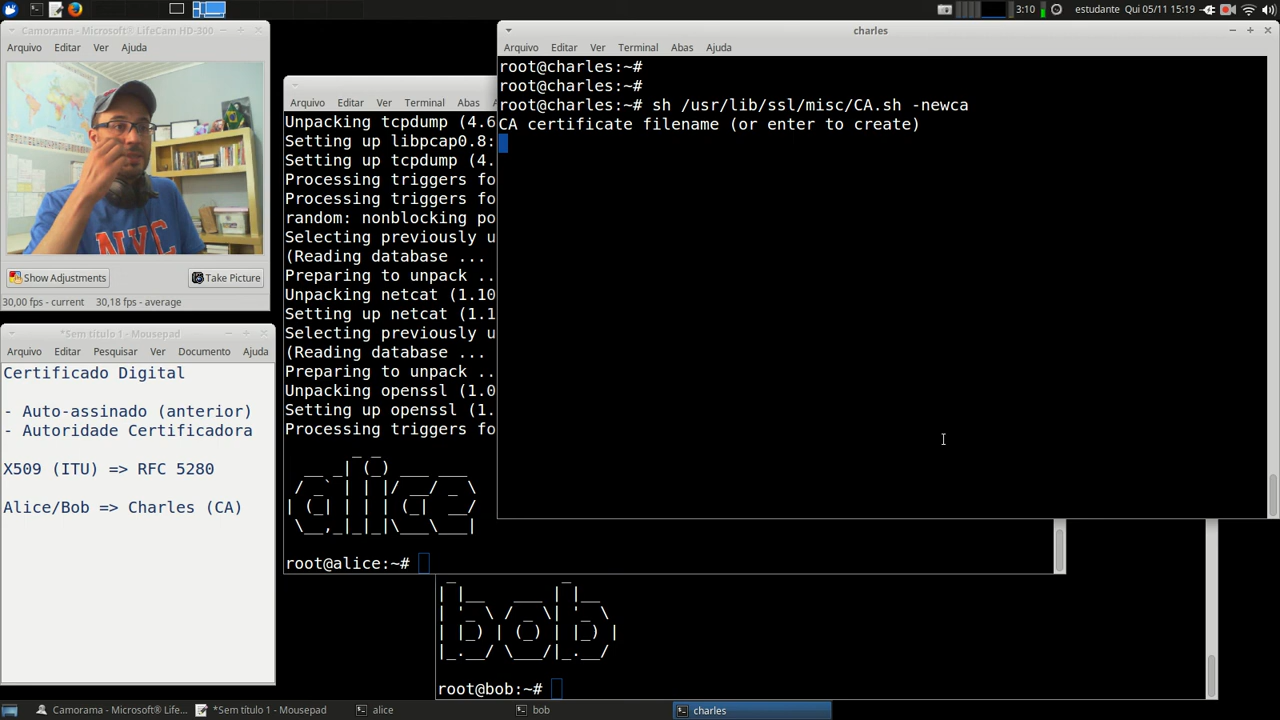 3:10
estudante
Qui 05/11 15:19
Camorama - Microsoft® LifeCam HD-300
Arquivo Editar Ver Ajuda
Show Adjustments
Take Picture
30,00 fps - current 30,18 fps - average
*Sem título 1 - Mousepad
Arquivo Editar Pesquisar Ver Documento Ajuda
Certificado Digital
- Auto-assinado (anterior)
- Autoridade Certificadora
X509 (ITU) => RFC 5280
Alice/Bob => Charles (CA)
Arquivo Editar Ver Terminal Abas
Unpacking tcpdump (4.6
Setting up libpcap0.8:
Setting up tcpdump (4.
Processing triggers fo
Processing triggers fo
random: nonblocking po
Selecting previously u
(Reading database ...
Preparing to unpack ..
Unpacking netcat (1.10
Setting up netcat (1.1
Selecting previously u
(Reading database ...
Preparing to unpack ..
Unpacking openssl (1.0
Setting up openssl (1.
Processing triggers fo
alice
root@alice:~#
charles
Arquivo Editar Ver Terminal Abas Ajuda
root@charles:~#
root@charles:~#
root@charles:~# sh /usr/lib/ssl/misc/CA.sh -newca
CA certificate filename (or enter to create)
bob
root@bob:~#
NYC
Camorama - Microsoft® LifeC...
*Sem título 1 - Mousepad
alice
bob
charles